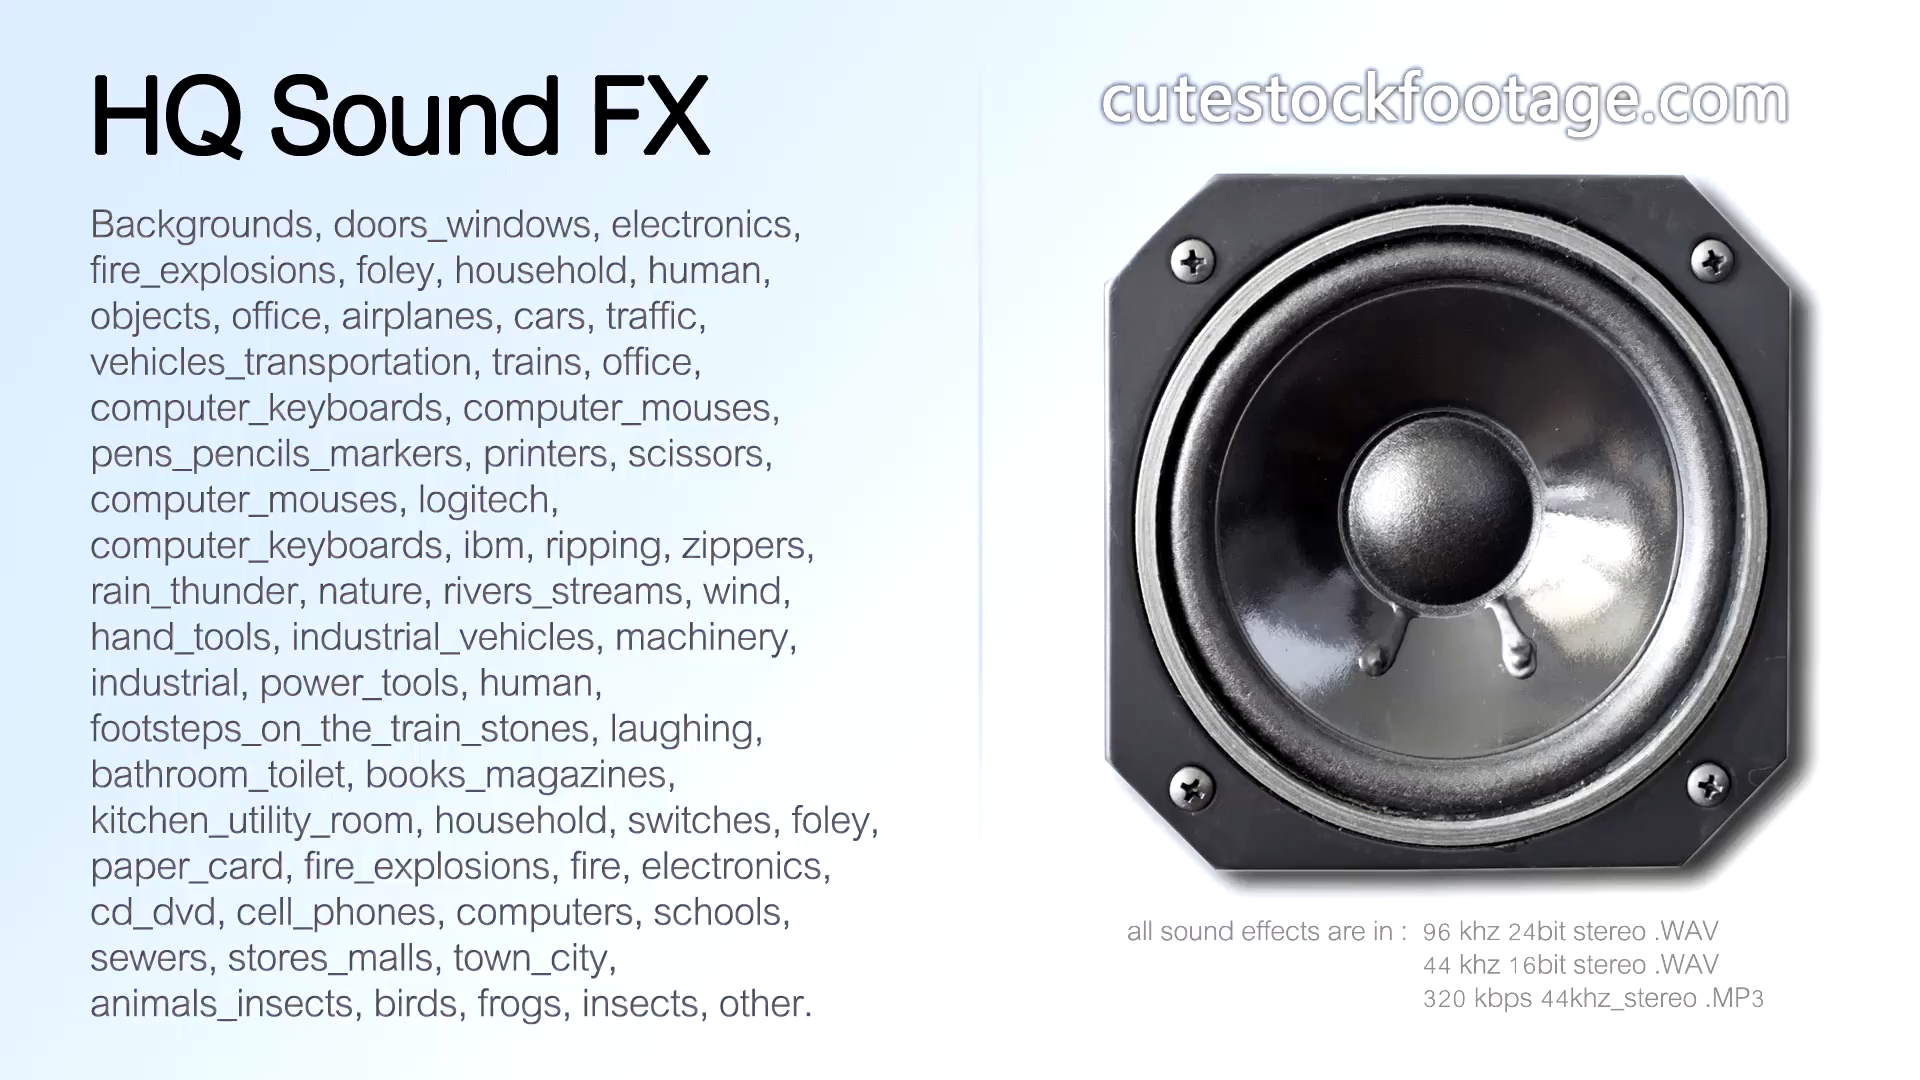 HQ Sound FX
Backgrounds, doors_windows, electronics,
fire_explosions, foley, household, human,
objects, office, airplanes, cars, traffic,
vehicles_transportation, trains, office,
computer_keyboards, computer_mouses,
pens_pencils_markers, printers, scissors,
computer_mouses, logitech,
computer_keyboards, ibm, ripping, zippers,
rain_thunder, nature, rivers_streams, wind,
hand_tools, industrial_vehicles, machinery,
industrial, power_tools, human,
footsteps_on_the_train_stones, laughing,
bathroom_toilet, books_magazines,
kitchen_utility_room, household, switches, foley,
paper_card, fire_explosions, fire, electronics,
cd_dvd, cell_phones, computers, schools,
sewers, stores_malls, town_city,
animals_insects, birds, frogs, insects, other.
cutestockfootage.com
all sound effects are in : 96 khz 24bit stereo .WAV
44 khz 16bit stereo .WAV
320 kbps 44khz_stereo .MP3